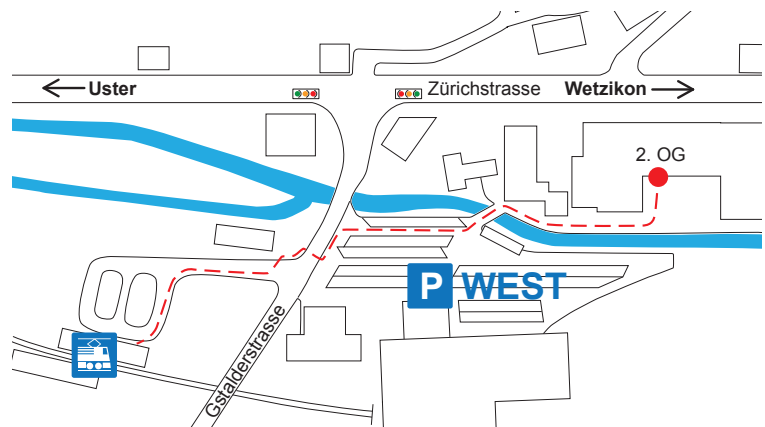 Uster
Zürichstrasse
Wetzikon
2. OG
P WEST
Gstalderstrasse